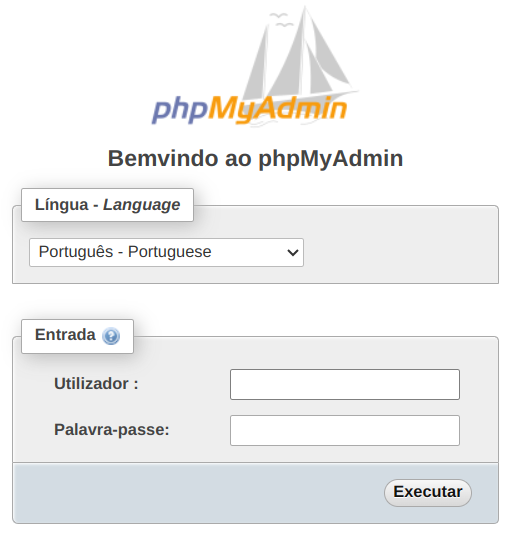 phpMyAdmin
Bemvindo ao phpMyAdmin
Língua - Language
Português - Portuguese
Entrada ?
Utilizador :
Palavra-passe:
Executar